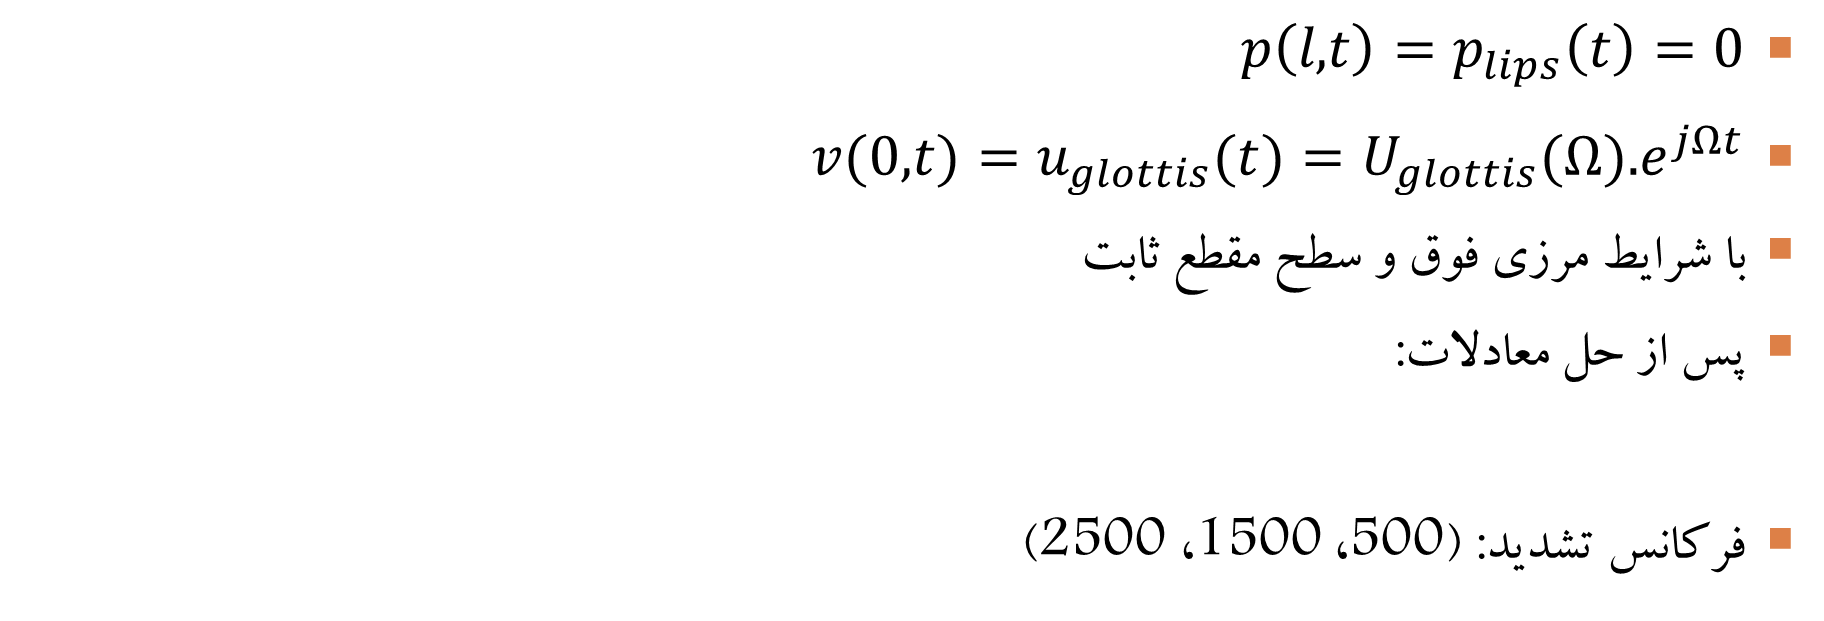 p(l,t) = p_lips(t) = 0
v(0,t) = u_glottis(t) = U_glottis(Ω).e^{jΩt}
با شرایط مرزی فوق و سطح مقطع ثابت
پس از حل معادلات:
فرکانس تشدید: (500، 1500، 2500)